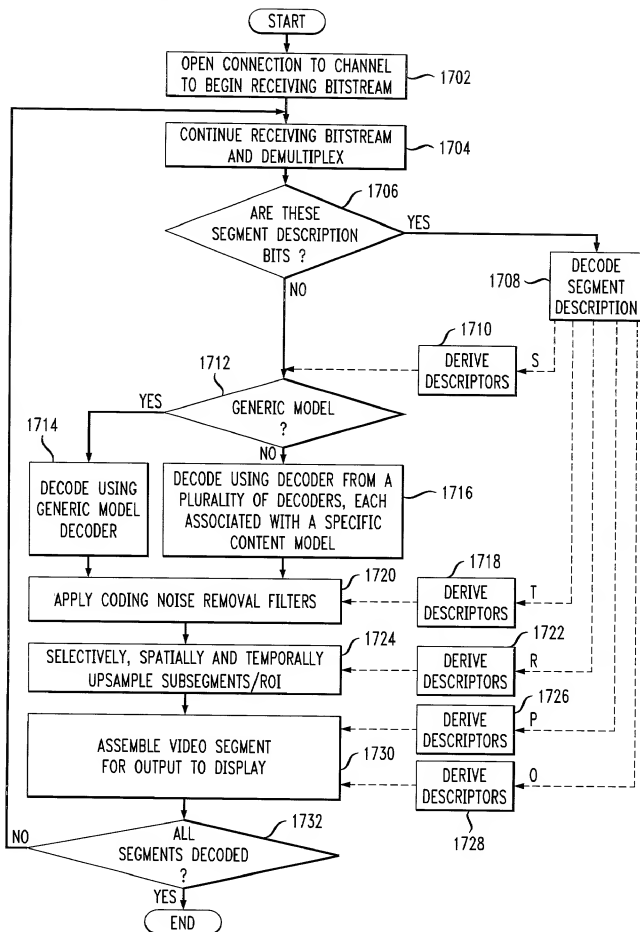 START
OPEN CONNECTION TO CHANNEL
TO BEGIN RECEIVING BITSTREAM
1702
CONTINUE RECEIVING BITSTREAM
AND DEMULTIPLEX
1704
1706
ARE THESE
SEGMENT DESCRIPTION
BITS ?
YES
NO
1708
DECODE
SEGMENT
DESCRIPTION
1710
DERIVE
DESCRIPTORS
S
1712
YES
GENERIC MODEL
?
NO
1714
DECODE USING
GENERIC MODEL
DECODER
DECODE USING DECODER FROM A
PLURALITY OF DECODERS, EACH
ASSOCIATED WITH A SPECIFIC
CONTENT MODEL
1716
1718
DERIVE
DESCRIPTORS
T
1720
APPLY CODING NOISE REMOVAL FILTERS
1722
DERIVE
DESCRIPTORS
R
1724
SELECTIVELY, SPATIALLY AND TEMPORALLY
UPSAMPLE SUBSEGMENTS/ROI
1726
DERIVE
DESCRIPTORS
P
ASSEMBLE VIDEO SEGMENT
FOR OUTPUT TO DISPLAY
1730
DERIVE
DESCRIPTORS
O
1728
1732
NO
ALL
SEGMENTS DECODED
?
YES
END